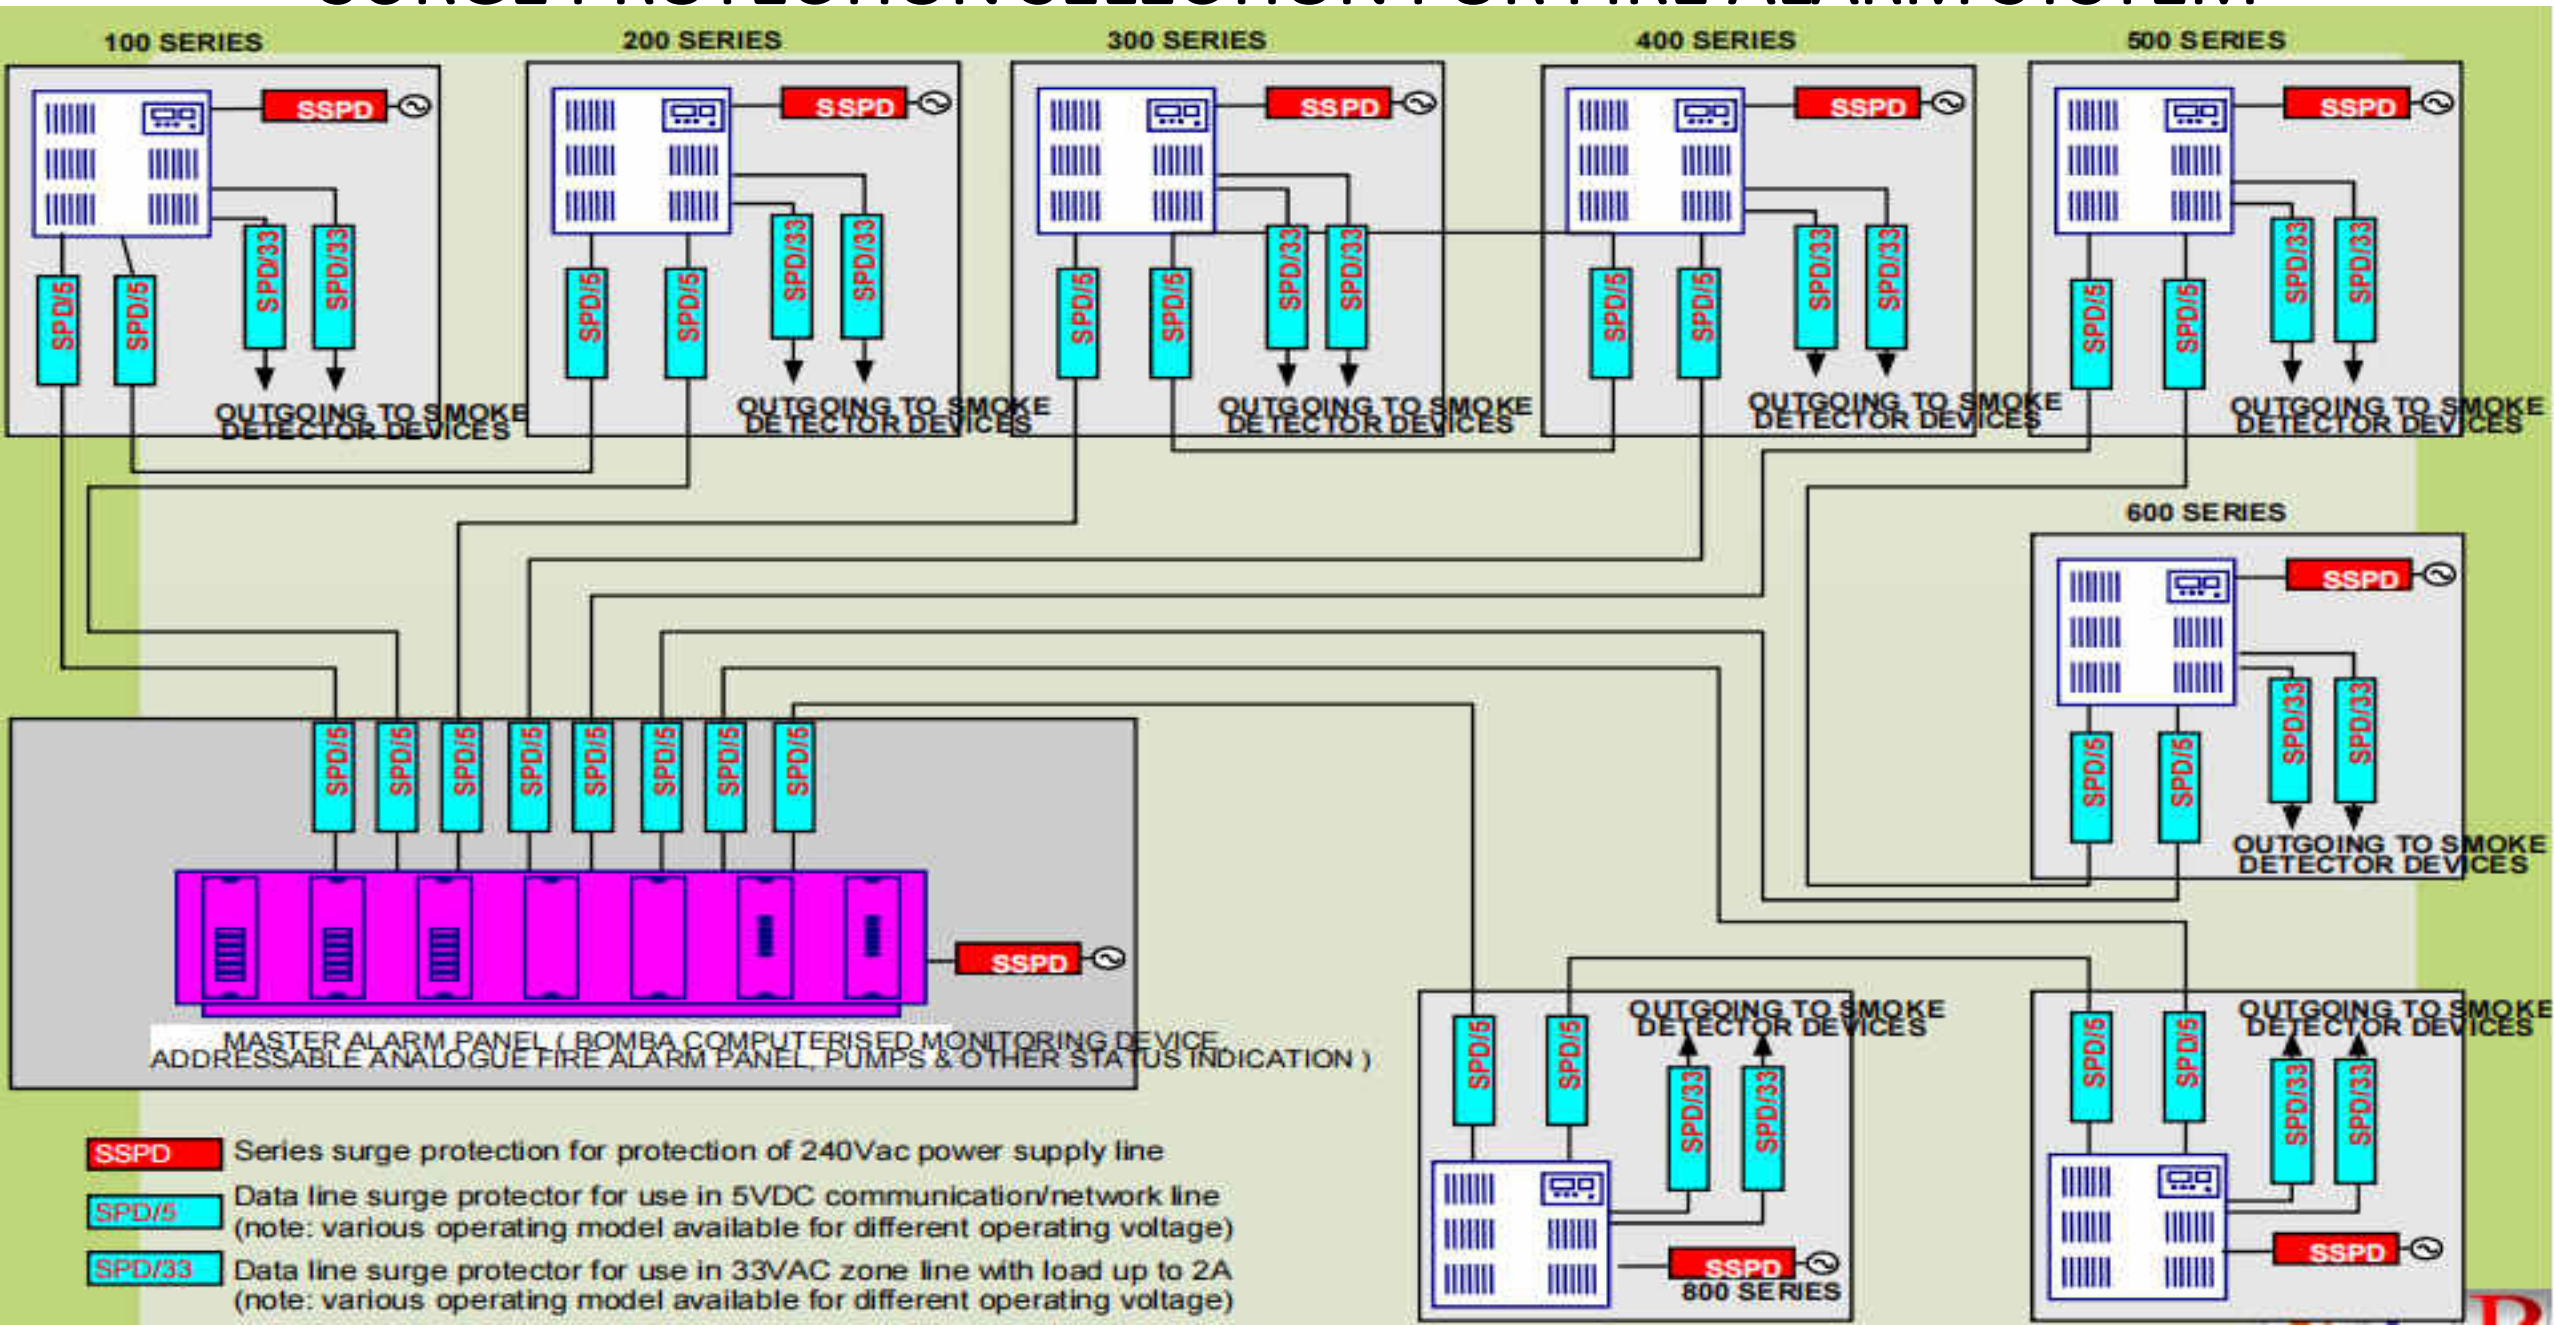 SURGE PROTECTION SELECTION FOR FIRE ALARM SYSTEM
100 SERIES
200 SERIES
300 SERIES
400 SERIES
500 SERIES
SSPD
SSPD
SSPD
SSPD
SSPD
SPD/5
SPD/5
SPD/33
SPD/33
SPD/5
SPD/5
SPD/33
SPD/33
SPD/5
SPD/5
SPD/33
SPD/33
SPD/5
SPD/5
SPD/33
SPD/33
SPD/5
SPD/5
SPD/33
SPD/33
OUTGOING TO SMOKE
DETECTOR DEVICES
OUTGOING TO SMOKE
DETECTOR DEVICES
OUTGOING TO SMOKE
DETECTOR DEVICES
OUTGOING TO SMOKE
DETECTOR DEVICES
OUTGOING TO SMOKE
DETECTOR DEVICES
600 SERIES
SSPD
SPD/5
SPD/5
SPD/33
SPD/33
OUTGOING TO SMOKE
DETECTOR DEVICES
SPD/5
SPD/5
SPD/5
SPD/5
SPD/5
SPD/5
SPD/5
SPD/5
SSPD
MASTER ALARM PANEL ( BOMBA COMPUTERISED MONITORING DEVICE,
ADDRESSABLE ANALOGUE FIRE ALARM PANEL, PUMPS & OTHER STATUS INDICATION )
OUTGOING TO SMOKE
DETECTOR DEVICES
SPD/5
SPD/5
SPD/33
SPD/33
SSPD
800 SERIES
OUTGOING TO SMOKE
DETECTOR DEVICES
SPD/5
SPD/5
SPD/33
SPD/33
SSPD
SSPD Series surge protection for protection of 240Vac power supply line
SPD/5 Data line surge protector for use in 5VDC communication/network line
(note: various operating model available for different operating voltage)
SPD/33 Data line surge protector for use in 33VAC zone line with load up to 2A
(note: various operating model available for different operating voltage)